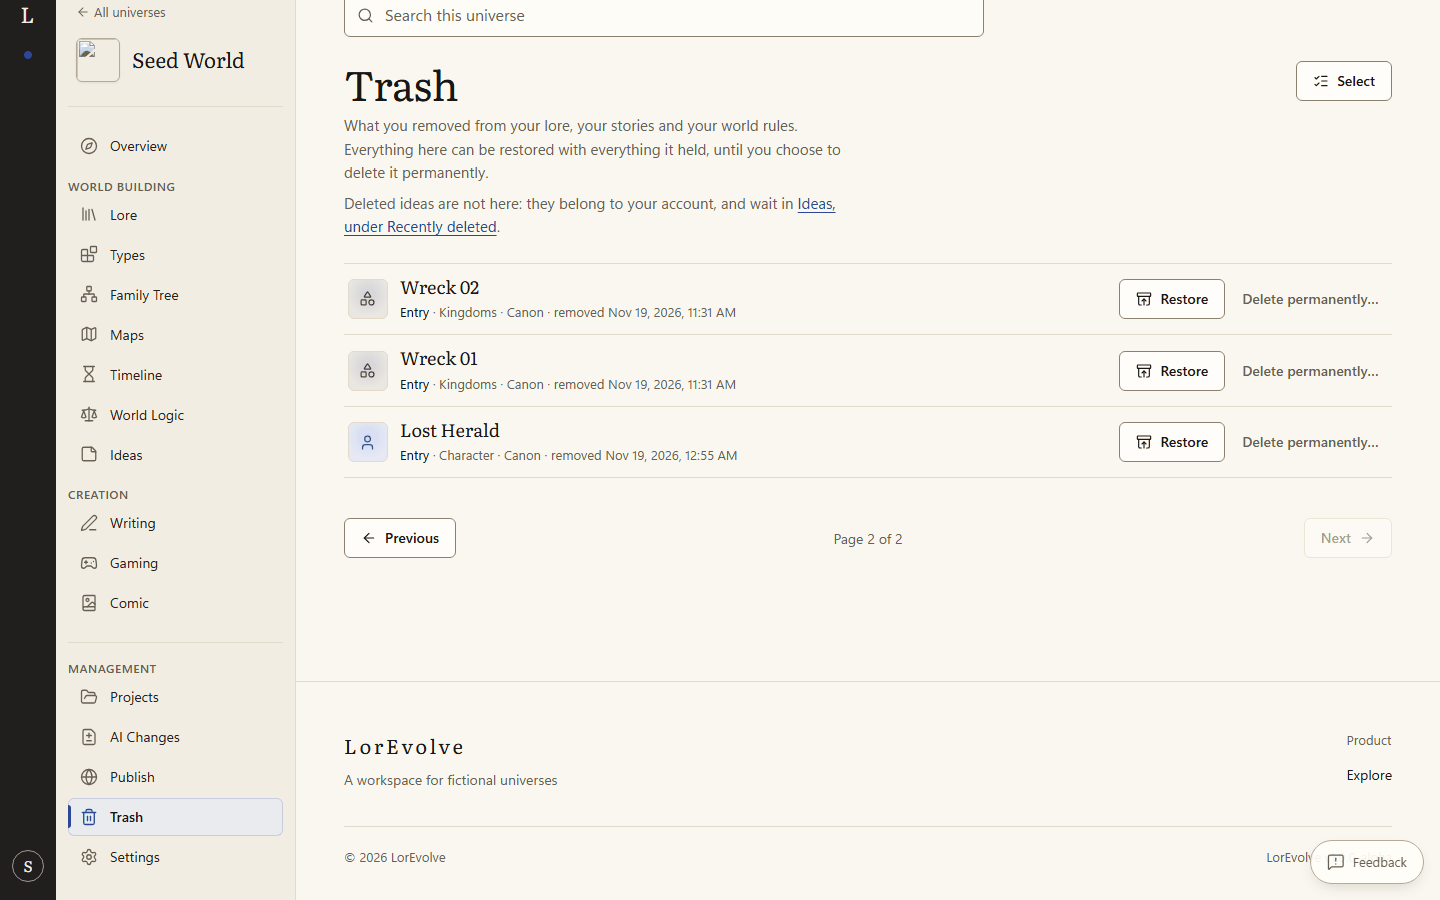 L
All universes
Seed World
Overview
WORLD BUILDING
Lore
Types
Family Tree
Maps
Timeline
World Logic
Ideas
CREATION
Writing
Gaming
Comic
MANAGEMENT
Projects
AI Changes
Publish
Trash
Settings
S
Search this universe
Trash
Select
What you removed from your lore, your stories and your world rules.
Everything here can be restored with everything it held, until you choose to
delete it permanently.
Deleted ideas are not here: they belong to your account, and wait in Ideas,
under Recently deleted.
Wreck 02
Entry · Kingdoms · Canon · removed Nov 19, 2026, 11:31 AM
Restore
Delete permanently...
Wreck 01
Entry · Kingdoms · Canon · removed Nov 19, 2026, 11:31 AM
Restore
Delete permanently...
Lost Herald
Entry · Character · Canon · removed Nov 19, 2026, 12:55 AM
Restore
Delete permanently...
Previous
Page 2 of 2
Next
LorEvolve
A workspace for fictional universes
Product
Explore
© 2026 LorEvolve
Feedback